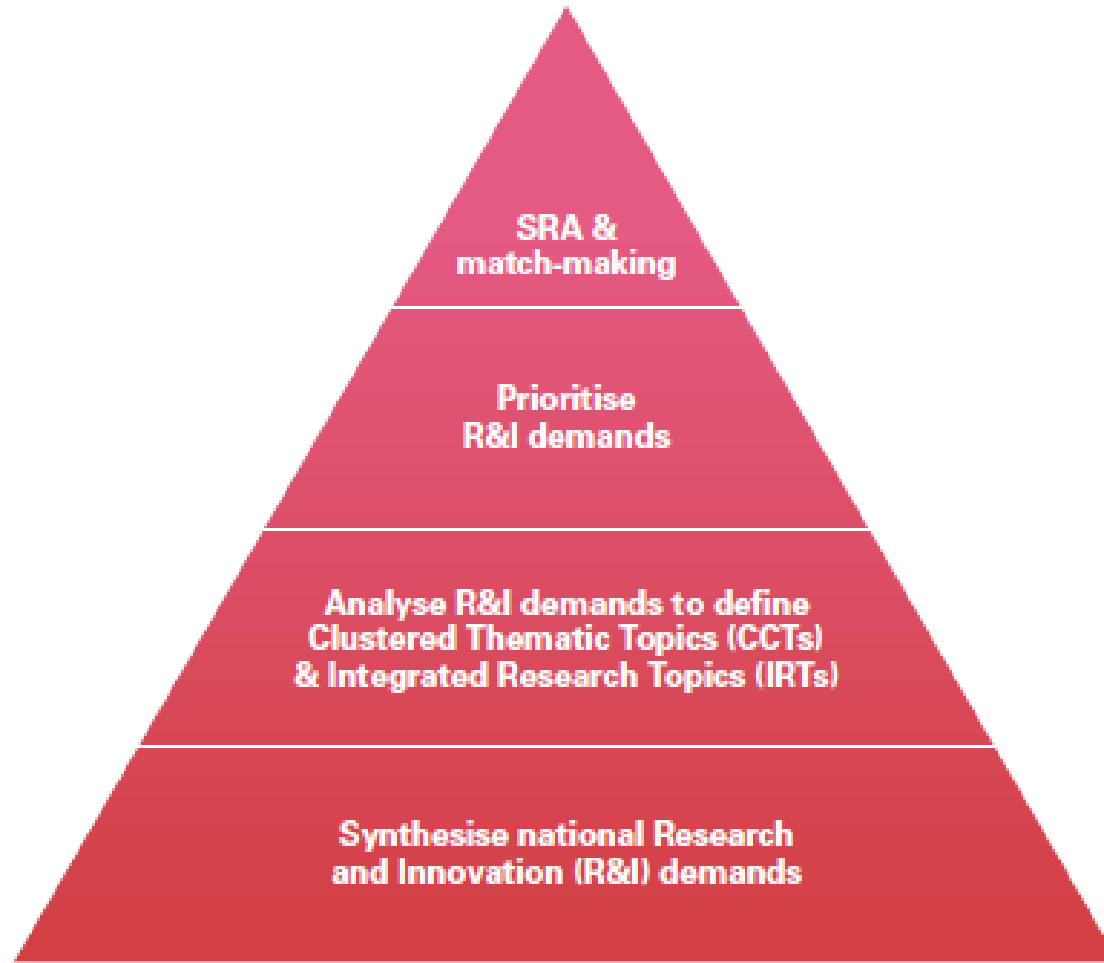 SRA &
match-making
Prioritise
R&I demands
Analyse R&I demands to define
Clustered Thematic Topics (CCTs)
& Integrated Research Topics (IRTs)
Synthesise national Research
and Innovation (R&I) demands